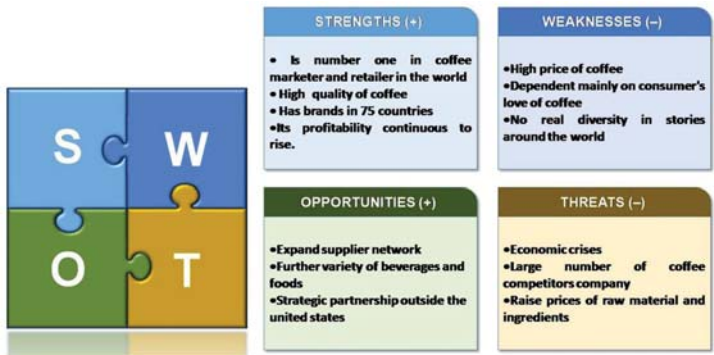 S W
O T
STRENGTHS (+)
• Is number one in coffee
marketer and retailer in the world
• High quality of coffee
• Has brands in 75 countries
•Its profitability continuous to
rise.
WEAKNESSES (–)
•High price of coffee
•Dependent mainly on consumer's
love of coffee
•No real diversity in stories
around the world
OPPORTUNITIES (+)
•Expand supplier network
•Further variety of beverages and
foods
•Strategic partnership outside the
united states
THREATS (–)
•Economic crises
•Large number of coffee
competitors company
•Raise prices of raw material and
ingredients